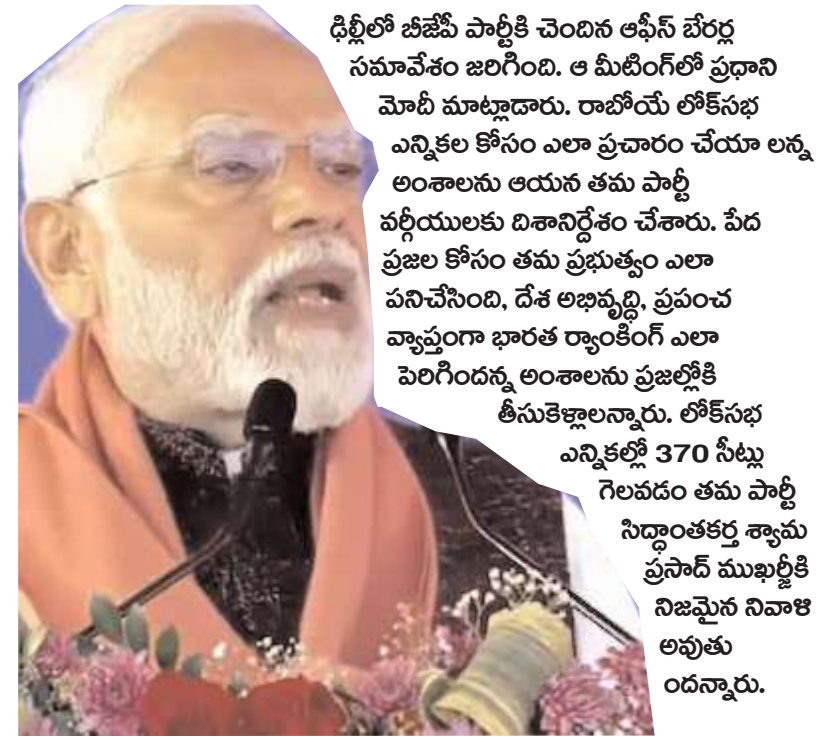 ఢిల్లీలో బీజేపీ పార్టీకి చెందిన ఆఫీస్ బేరర్ల
సమావేశం జరిగింది. ఆ మీటింగ్‌లో ప్రధాని
మోదీ మాట్లాడారు. రాబోయే లోక్‌సభ
ఎన్నికల కోసం ఎలా ప్రచారం చేయా లన్న
అంశాలను ఆయన తమ పార్టీ
వర్గీయులకు దిశానిర్దేశం చేశారు. పేద
ప్రజల కోసం తమ ప్రభుత్వం ఎలా
పనిచేసింది, దేశ అభివృద్ధి, ప్రపంచ
వ్యాప్తంగా భారత ర్యాంకింగ్ ఎలా
పెరిగిందన్న అంశాలను ప్రజల్లోకి
తీసుకెళ్లాలన్నారు. లోక్‌సభ
ఎన్నికల్లో 370 సీట్లు
గెలవడం తమ పార్టీ
సిద్ధాంతకర్త శ్యామ
ప్రసాద్ ముఖర్జీకి
నిజమైన నివాళి
అవుతు
ందన్నారు.